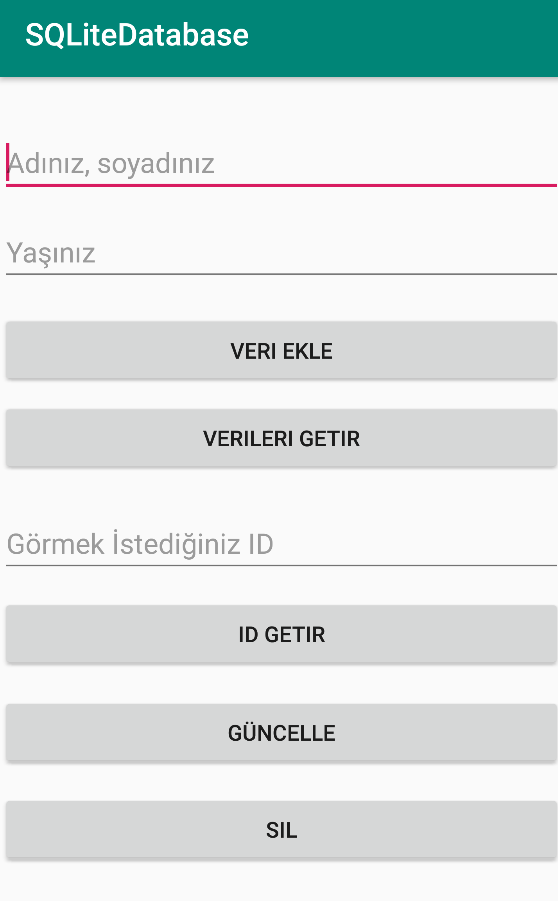 SQLiteDatabase
Adınız, soyadınız
Yaşınız
VERI EKLE
VERILERI GETIR
Görmek İstediğiniz ID
ID GETIR
GÜNCELLE
SIL